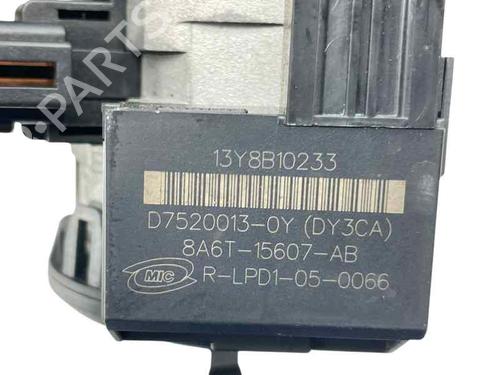 13Y8B10233
D7520013-0Y (DY3CA)
8A6T-15607-AB
MIC R-LPD1-05-0066
B-PARTS